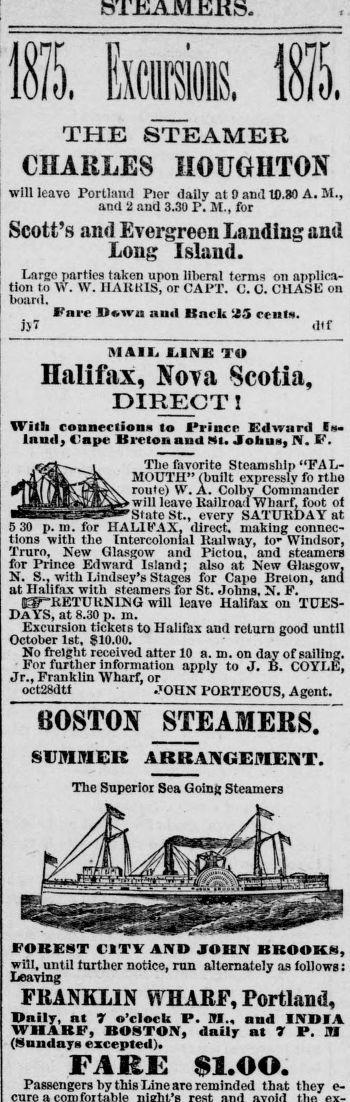 STEAMERS.
1875. Excursions. 1875.
THE STEAMER
CHARLES HOUGHTON
will leave Portland Pier daily at 9 and 10.30 A. M.,
and 2 and 3.30 P. M., for
Scott's and Evergreen Landing and
Long Island.
Large parties taken upon liberal terms on applica-
tion to W. W. HARRIS, or CAPT. C. C. CHASE on
board.
Fare Down and Back 25 cents.
jy7 dtf
MAIL LINE TO
Halifax, Nova Scotia,
DIRECT!
With connections to Prince Edward Is-
land, Cape Breton and St. Johns, N. F.
The favorite Steamship "FAL-
MOUTH" (built expressly fo rthe
route) W. A. Colby Commander
will leave Railroad Wharf, foot of
State St., every SATURDAY at
5 30 p. m. for HALIFAX, direct, making connec-
tions with the Intercolonial Railway, for Windsor,
Truro, New Glasgow and Pictou, and steamers
for Prince Edward Island; also at New Glasgow,
N. S., with Lindsey's Stages for Cape Breton, and
at Halifax with steamers for St. Johns, N. F.
☞RETURNING will leave Halifax on TUES-
DAYS, at 8.30 p. m.
Excursion tickets to Halifax and return good until
October 1st, $10.00.
No freight received after 10 a. m. on day of sailing.
For further information apply to J. B. COYLE,
Jr., Franklin Wharf, or
oct28dtf JOHN PORTEOUS, Agent.
BOSTON STEAMERS.
SUMMER ARRANGEMENT.
The Superior Sea Going Steamers
FOREST CITY AND JOHN BROOKS,
will, until further notice, run alternately as follows:
Leaving
FRANKLIN WHARF, Portland,
Daily, at 7 o'clock P. M., and INDIA
WHARF, BOSTON, daily at 7 P. M
(Sundays excepted).
FARE $1.00.
Passengers by this Line are reminded that they e-
cure a comfortable night's rest and avoid the ex-